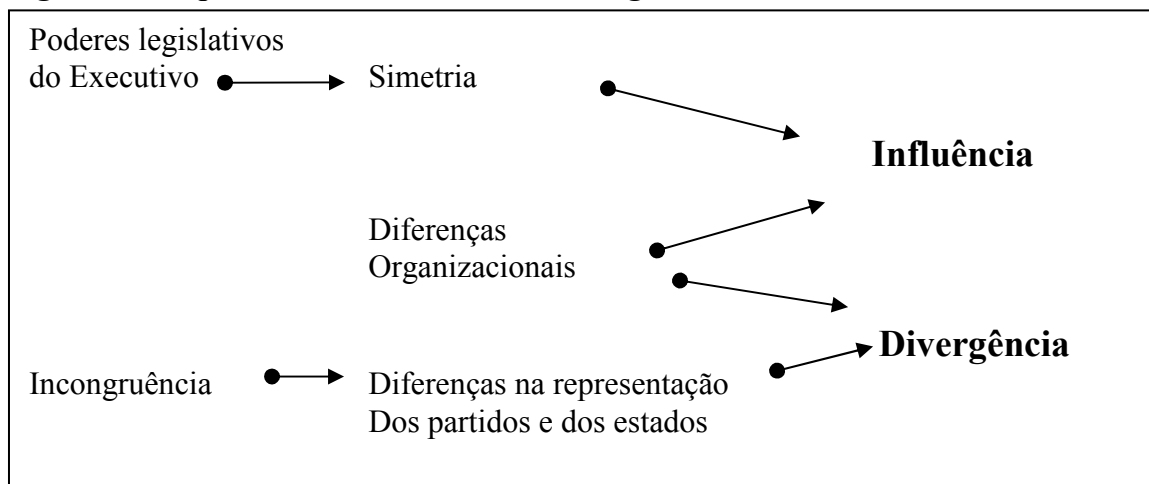 Poderes legislativos
do Executivo
Simetria
Influência
Diferenças
Organizacionais
Divergência
Incongruência
Diferenças na representação
Dos partidos e dos estados